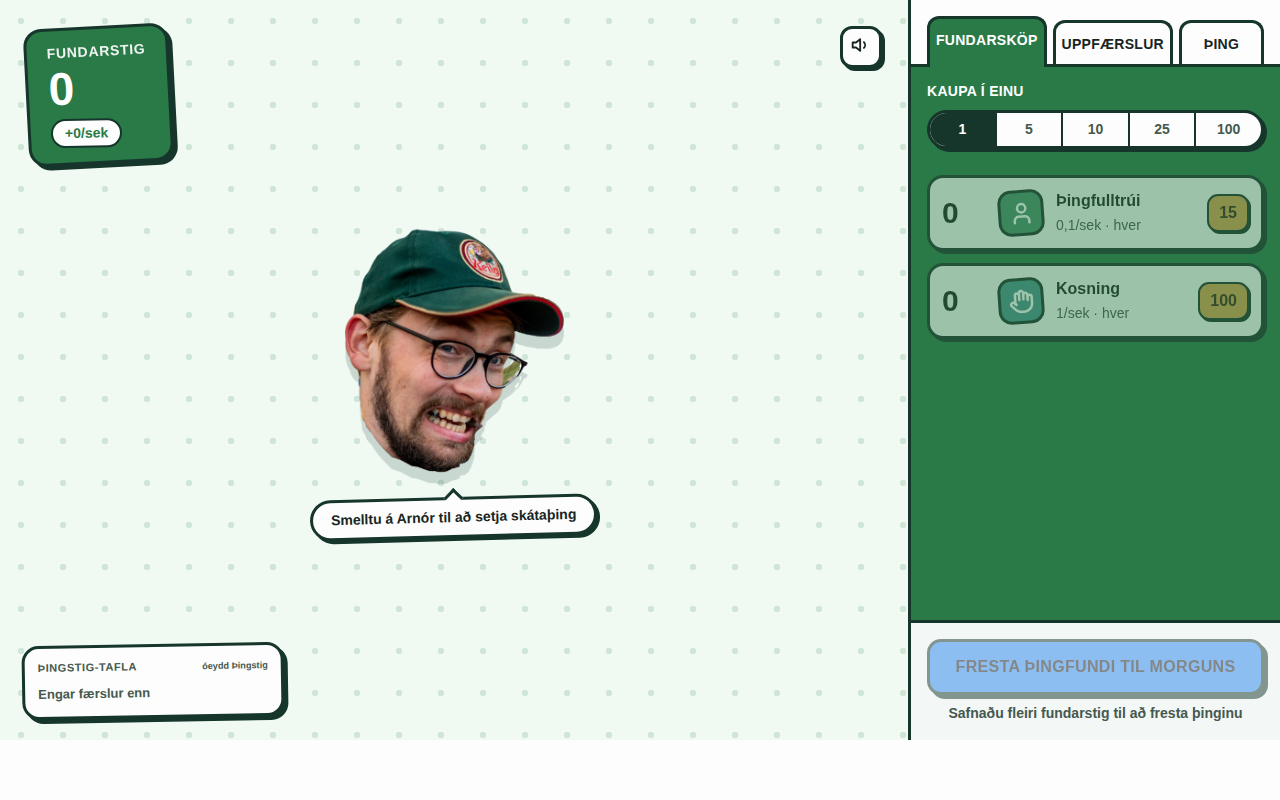 FUNDARSTIG
0
+0/sek
Smelltu á Arnór til að setja skátaþing
ÞINGSTIG-TAFLA
óeydd Þingstig
Engar færslur enn
FUNDARSKÖP
UPPFÆRSLUR
ÞING
KAUPA Í EINU
1
5
10
25
100
0
Þingfulltrúi
0,1/sek · hver
15
0
Kosning
1/sek · hver
100
FRESTA ÞINGFUNDI TIL MORGUNS
Safnaðu fleiri fundarstig til að fresta þinginu